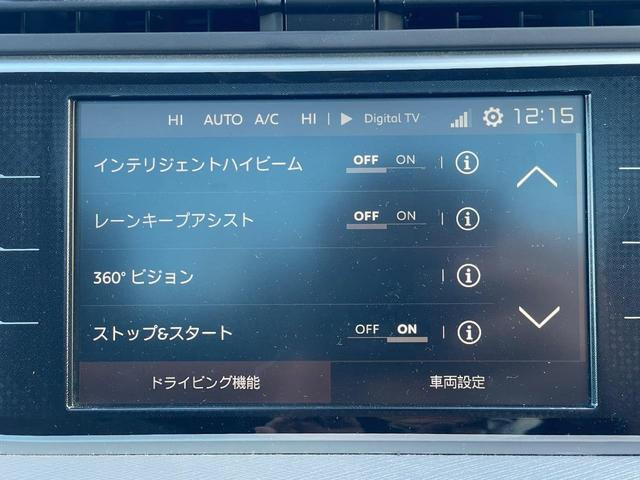 HI AUTO A/C HI Digital TV 12:15
インテリジェントハイビーム OFF ON
レーンキープアシスト OFF ON
360° ビジョン
ストップ&スタート OFF ON
ドライビング機能 車両設定